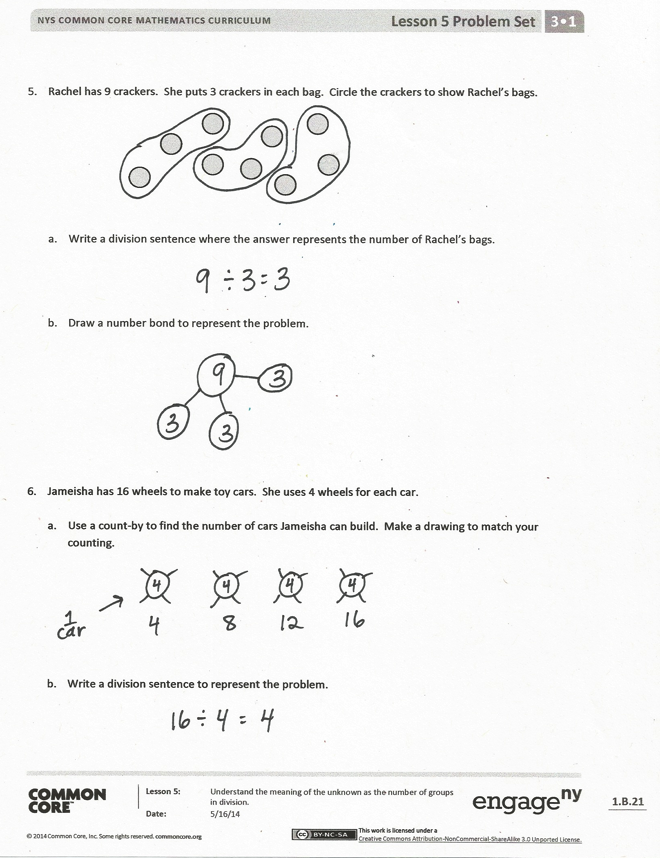 NYS COMMON CORE MATHEMATICS CURRICULUM Lesson 5 Problem Set 3•1
5. Rachel has 9 crackers. She puts 3 crackers in each bag. Circle the crackers to show Rachel's bags.
a. Write a division sentence where the answer represents the number of Rachel's bags.
9 ÷ 3 = 3
b. Draw a number bond to represent the problem.
9 3
3 3
6. Jameisha has 16 wheels to make toy cars. She uses 4 wheels for each car.
a. Use a count-by to find the number of cars Jameisha can build. Make a drawing to match your
counting.
4 4 4 4
1 car 4 8 12 16
b. Write a division sentence to represent the problem.
16 ÷ 4 = 4
COMMON CORE™
Lesson 5: Understand the meaning of the unknown as the number of groups
in division.
Date: 5/16/14
engageny 1.B.21
© 2014 Common Core, Inc. Some rights reserved. commoncore.org
(cc) BY-NC-SA This work is licensed under a
Creative Commons Attribution-NonCommercial-ShareAlike 3.0 Unported License.